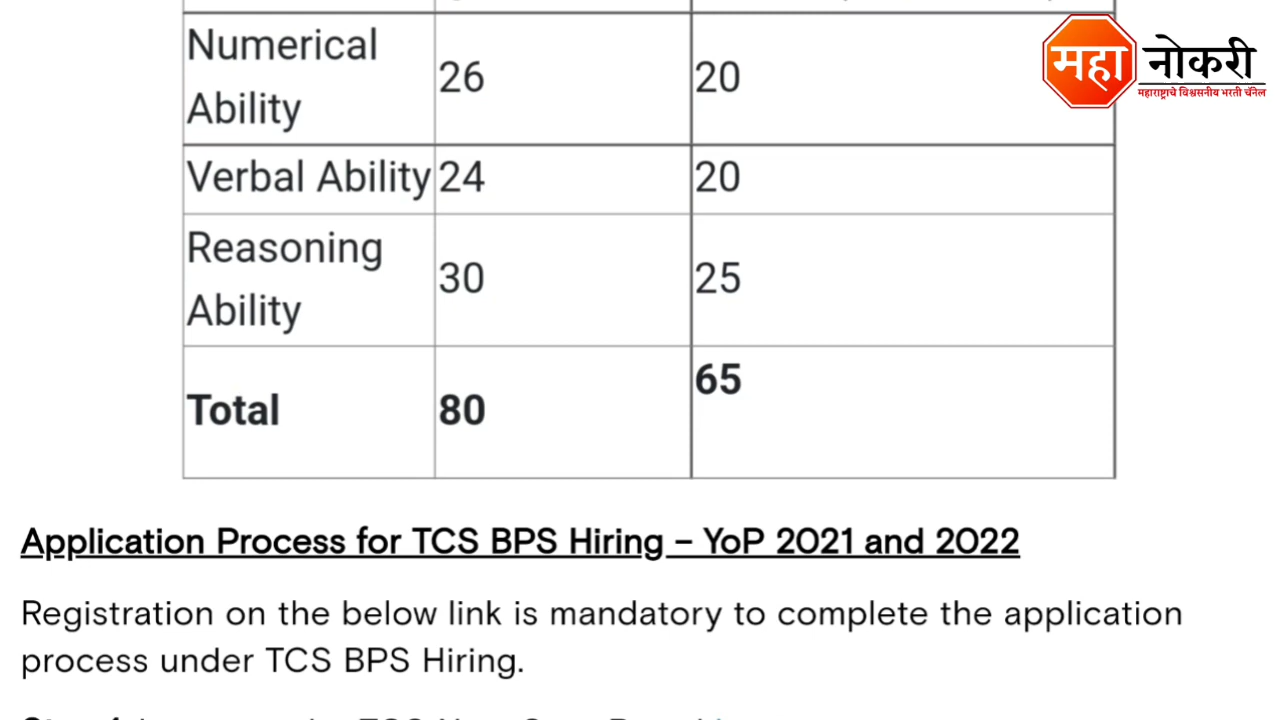 महा नोकरी
महाराष्ट्राचे विश्वसनीय भरती चॅनेल
Numerical Ability 26 20
Verbal Ability 24 20
Reasoning Ability 30 25
Total 80 65
Application Process for TCS BPS Hiring – YoP 2021 and 2022
Registration on the below link is mandatory to complete the application
process under TCS BPS Hiring.